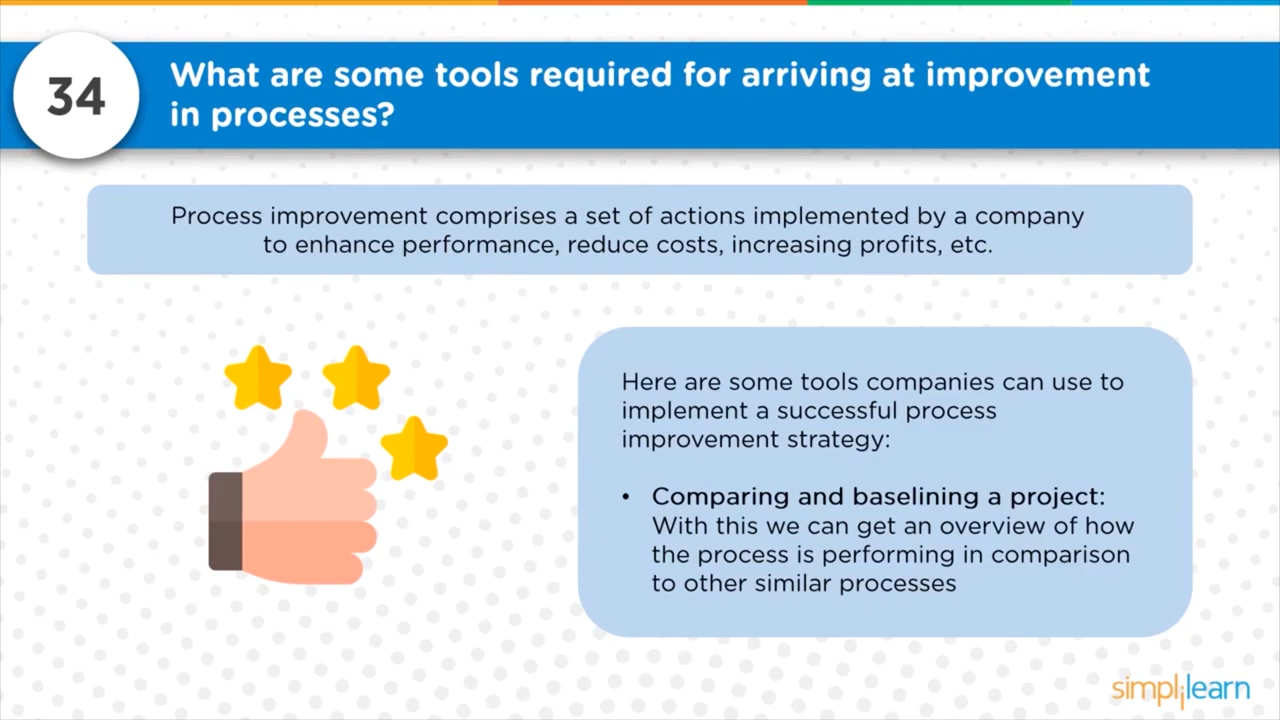 34
What are some tools required for arriving at improvement
in processes?
Process improvement comprises a set of actions implemented by a company
to enhance performance, reduce costs, increasing profits, etc.
Here are some tools companies can use to
implement a successful process
improvement strategy:
• Comparing and baselining a project:
With this we can get an overview of how
the process is performing in comparison
to other similar processes
simplilearn